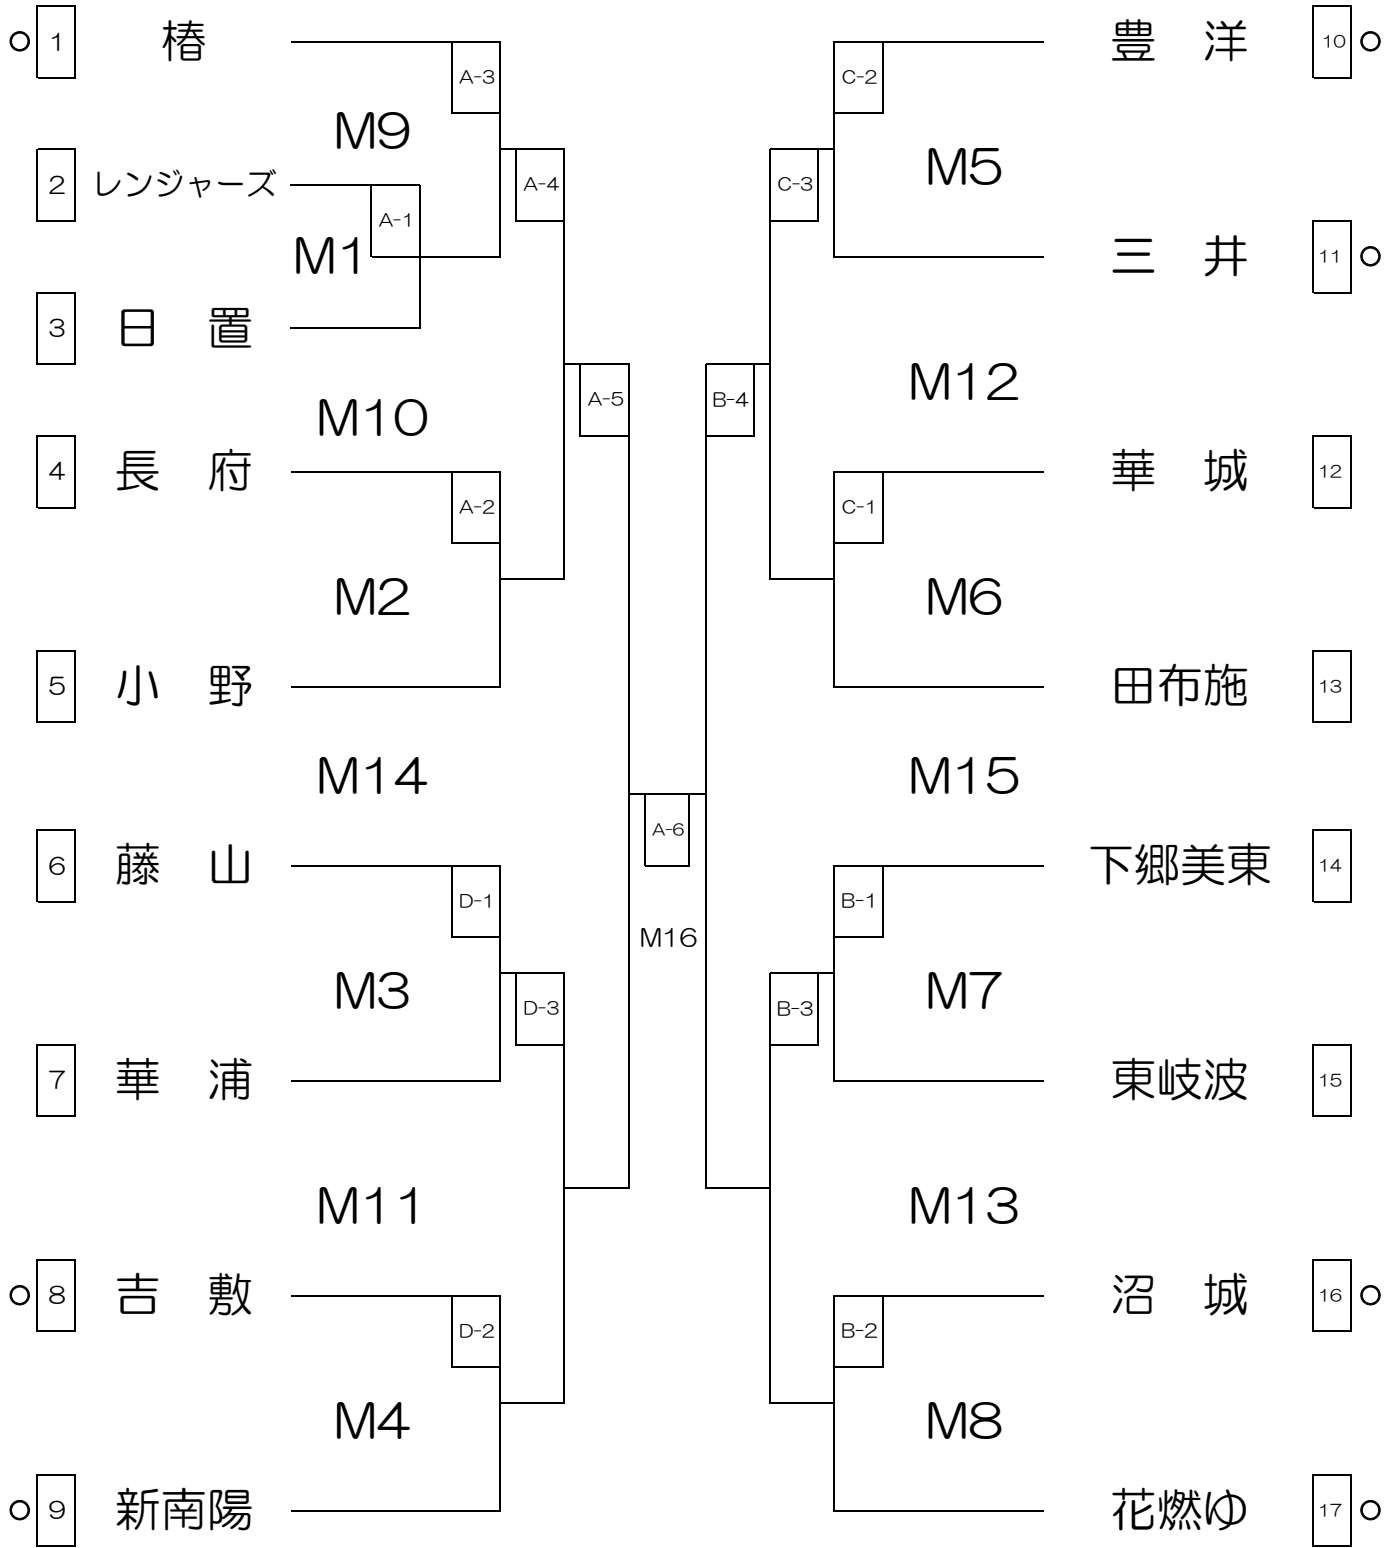 ○ 1 椿
A-3
M9
2 レンジャーズ
A-4
A-1
M1
3 日 置
A-5
M10
4 長 府
A-2
M2
5 小 野
M14
6 藤 山
D-1
M3
D-3
7 華 浦
M11
○ 8 吉 敷
D-2
M4
○ 9 新南陽
A-6
M16
豊 洋 10 ○
C-2
M5
C-3
三 井 11 ○
M12
B-4
華 城 12
C-1
M6
田布施 13
M15
下郷美東 14
B-1
M7
B-3
東岐波 15
M13
沼 城 16 ○
B-2
M8
花燃ゆ 17 ○